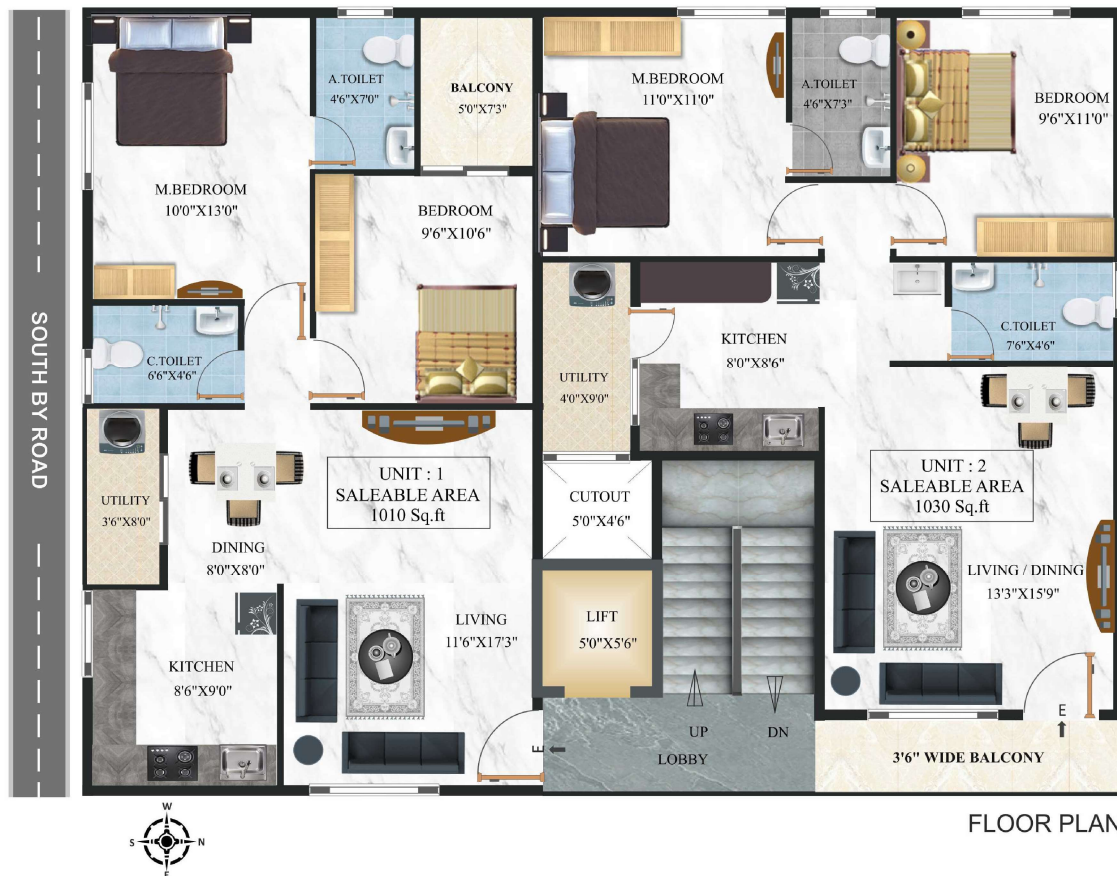 SOUTH BY ROAD
M.BEDROOM
10'0"X13'0"
A.TOILET
4'6"X7'0"
BALCONY
5'0"X7'3"
BEDROOM
9'6"X10'6"
C.TOILET
6'6"X4'6"
UTILITY
3'6"X8'0"
DINING
8'0"X8'0"
UNIT : 1
SALEABLE AREA
1010 Sq.ft
KITCHEN
8'6"X9'0"
LIVING
11'6"X17'3"
E
M.BEDROOM
11'0"X11'0"
A.TOILET
4'6"X7'3"
BEDROOM
9'6"X11'0"
KITCHEN
8'0"X8'6"
C.TOILET
7'6"X4'6"
UTILITY
4'0"X9'0"
CUTOUT
5'0"X4'6"
LIFT
5'0"X5'6"
UP
DN
LOBBY
UNIT : 2
SALEABLE AREA
1030 Sq.ft
LIVING / DINING
13'3"X15'9"
E
3'6" WIDE BALCONY
W
S
N
E
FLOOR PLAN